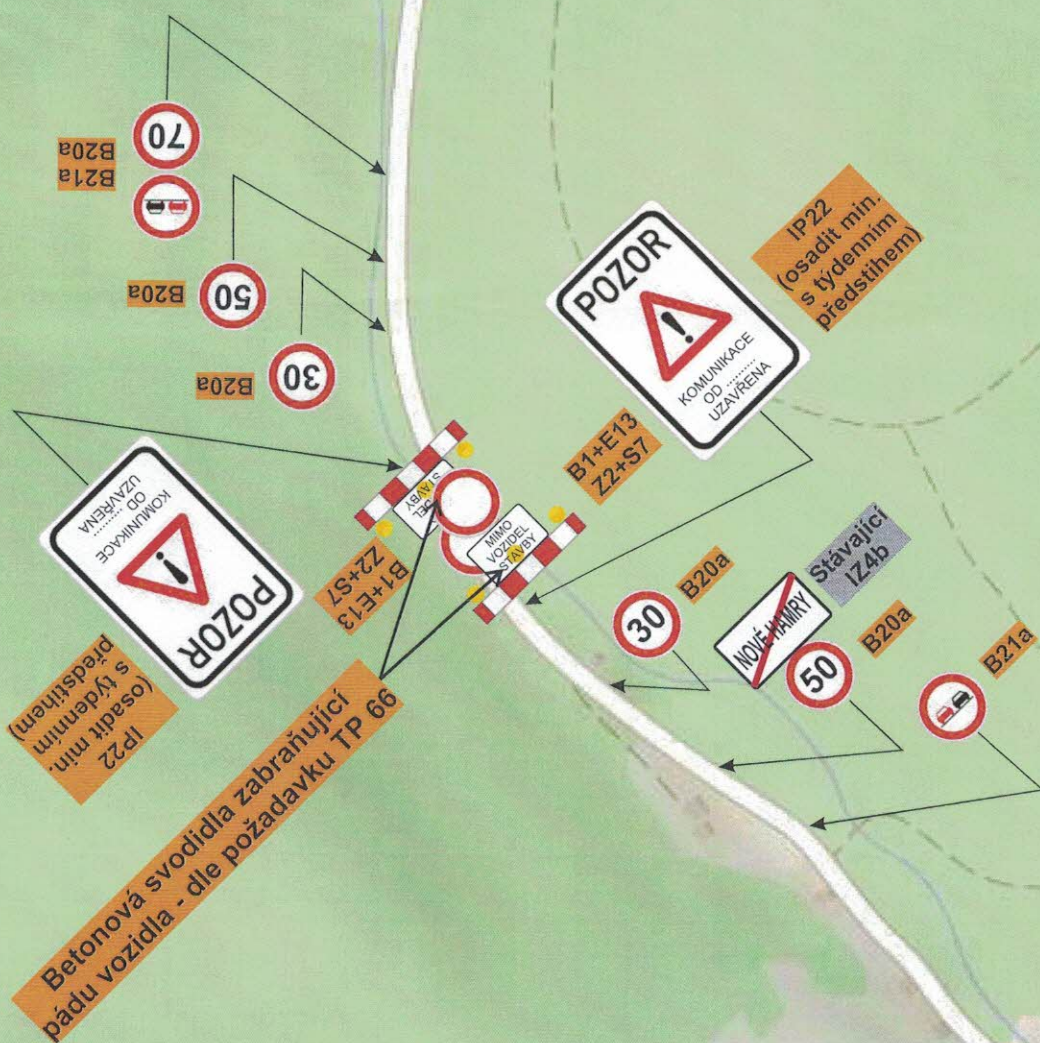 70
B20a
B21a
50
B20a
30
B20a
POZOR
KOMUNIKACE
OD ..........
UZAVŘENA
IP22
(osadit min.
s týdenním
předstihem)
B1+E13
Z2+S7
STAVBY
MIMO
VOZIDEL
STAVBY
B1+E13
Z2+S7
POZOR
KOMUNIKACE
OD ..........
UZAVŘENA
IP22
(osadit min.
s týdenním
předstihem)
Betonová svodidla zabraňující
pádu vozidla - dle požadavku TP 66
30
B20a
NOVÉ HAMRY
Stávající
IZ4b
50
B20a
B21a